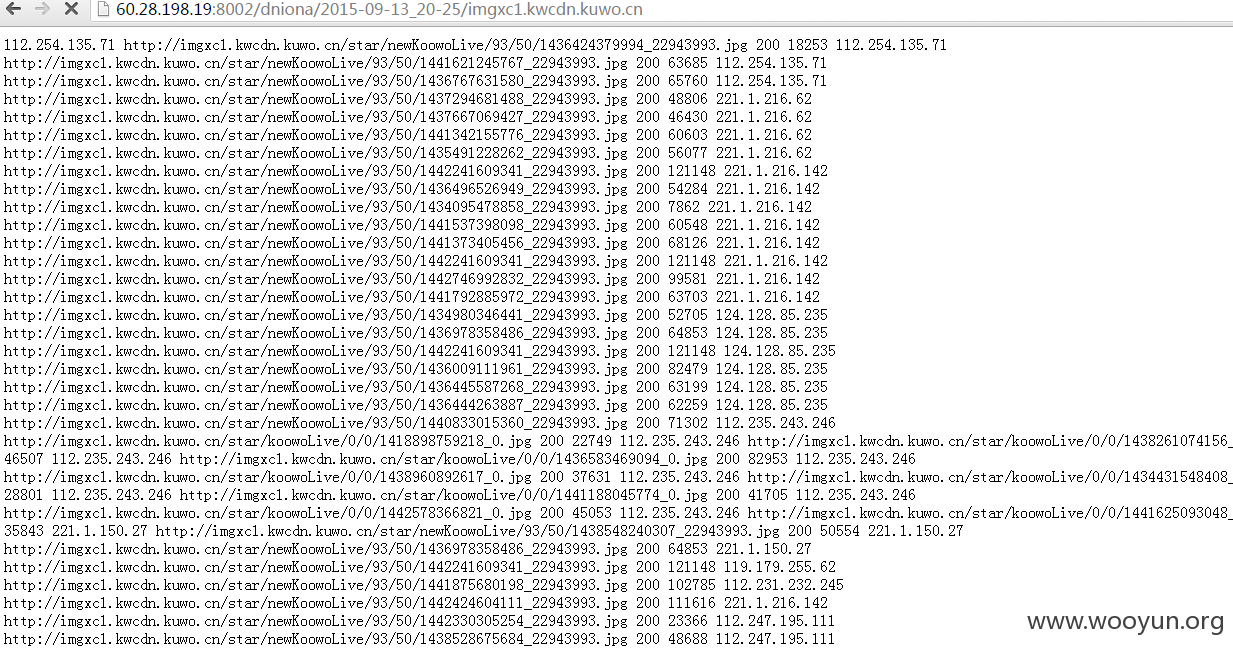 60.28.198.19:8002/dniona/2015-09-13_20-25/imgxc1.kwcdn.kuwo.cn
112.254.135.71 http://imgxc1.kwcdn.kuwo.cn/star/newKoowoLive/93/50/1436424379994_22943993.jpg 200 18253 112.254.135.71
http://imgxc1.kwcdn.kuwo.cn/star/newKoowoLive/93/50/1441621245767_22943993.jpg 200 63685 112.254.135.71
http://imgxc1.kwcdn.kuwo.cn/star/newKoowoLive/93/50/1436767631580_22943993.jpg 200 65760 112.254.135.71
http://imgxc1.kwcdn.kuwo.cn/star/newKoowoLive/93/50/1437294681488_22943993.jpg 200 48806 221.1.216.62
http://imgxc1.kwcdn.kuwo.cn/star/newKoowoLive/93/50/1437667069427_22943993.jpg 200 46430 221.1.216.62
http://imgxc1.kwcdn.kuwo.cn/star/newKoowoLive/93/50/1441342155776_22943993.jpg 200 60603 221.1.216.62
http://imgxc1.kwcdn.kuwo.cn/star/newKoowoLive/93/50/1435491228262_22943993.jpg 200 56077 221.1.216.62
http://imgxc1.kwcdn.kuwo.cn/star/newKoowoLive/93/50/1442241609341_22943993.jpg 200 121148 221.1.216.142
http://imgxc1.kwcdn.kuwo.cn/star/newKoowoLive/93/50/1436496526949_22943993.jpg 200 54284 221.1.216.142
http://imgxc1.kwcdn.kuwo.cn/star/newKoowoLive/93/50/1434095478858_22943993.jpg 200 7862 221.1.216.142
http://imgxc1.kwcdn.kuwo.cn/star/newKoowoLive/93/50/1441537398098_22943993.jpg 200 60548 221.1.216.142
http://imgxc1.kwcdn.kuwo.cn/star/newKoowoLive/93/50/1441373405456_22943993.jpg 200 68126 221.1.216.142
http://imgxc1.kwcdn.kuwo.cn/star/newKoowoLive/93/50/1442241609341_22943993.jpg 200 121148 221.1.216.142
http://imgxc1.kwcdn.kuwo.cn/star/newKoowoLive/93/50/1442746992832_22943993.jpg 200 99581 221.1.216.142
http://imgxc1.kwcdn.kuwo.cn/star/newKoowoLive/93/50/1441792885972_22943993.jpg 200 63703 221.1.216.142
http://imgxc1.kwcdn.kuwo.cn/star/newKoowoLive/93/50/1434980346441_22943993.jpg 200 52705 124.128.85.235
http://imgxc1.kwcdn.kuwo.cn/star/newKoowoLive/93/50/1436978358486_22943993.jpg 200 64853 124.128.85.235
http://imgxc1.kwcdn.kuwo.cn/star/newKoowoLive/93/50/1442241609341_22943993.jpg 200 121148 124.128.85.235
http://imgxc1.kwcdn.kuwo.cn/star/newKoowoLive/93/50/1436009111961_22943993.jpg 200 82479 124.128.85.235
http://imgxc1.kwcdn.kuwo.cn/star/newKoowoLive/93/50/1436445587268_22943993.jpg 200 63199 124.128.85.235
http://imgxc1.kwcdn.kuwo.cn/star/newKoowoLive/93/50/1436444263887_22943993.jpg 200 62259 124.128.85.235
http://imgxc1.kwcdn.kuwo.cn/star/newKoowoLive/93/50/1440833015360_22943993.jpg 200 71302 112.235.243.246
http://imgxc1.kwcdn.kuwo.cn/star/koowoLive/0/0/1418898759218_0.jpg 200 22749 112.235.243.246 http://imgxc1.kwcdn.kuwo.cn/star/koowoLive/0/0/1438261074156_
46507 112.235.243.246 http://imgxc1.kwcdn.kuwo.cn/star/koowoLive/0/0/1436583469094_0.jpg 200 82953 112.235.243.246
http://imgxc1.kwcdn.kuwo.cn/star/koowoLive/0/0/1438960892617_0.jpg 200 37631 112.235.243.246 http://imgxc1.kwcdn.kuwo.cn/star/koowoLive/0/0/1434431548408_
28801 112.235.243.246 http://imgxc1.kwcdn.kuwo.cn/star/koowoLive/0/0/1441188045774_0.jpg 200 41705 112.235.243.246
http://imgxc1.kwcdn.kuwo.cn/star/koowoLive/0/0/1442578366821_0.jpg 200 45053 112.235.243.246 http://imgxc1.kwcdn.kuwo.cn/star/koowoLive/0/0/1441625093048_
35843 221.1.150.27 http://imgxc1.kwcdn.kuwo.cn/star/newKoowoLive/93/50/1438548240307_22943993.jpg 200 50554 221.1.150.27
http://imgxc1.kwcdn.kuwo.cn/star/newKoowoLive/93/50/1436978358486_22943993.jpg 200 64853 221.1.150.27
http://imgxc1.kwcdn.kuwo.cn/star/newKoowoLive/93/50/1442241609341_22943993.jpg 200 121148 119.179.255.62
http://imgxc1.kwcdn.kuwo.cn/star/newKoowoLive/93/50/1441875680198_22943993.jpg 200 102785 112.231.232.245
http://imgxc1.kwcdn.kuwo.cn/star/newKoowoLive/93/50/1442424604111_22943993.jpg 200 111616 221.1.216.142
http://imgxc1.kwcdn.kuwo.cn/star/newKoowoLive/93/50/1442330305254_22943993.jpg 200 23366 112.247.195.111
http://imgxc1.kwcdn.kuwo.cn/star/newKoowoLive/93/50/1438528675684_22943993.jpg 200 48688 112.247.195.111
www.wooyun.org